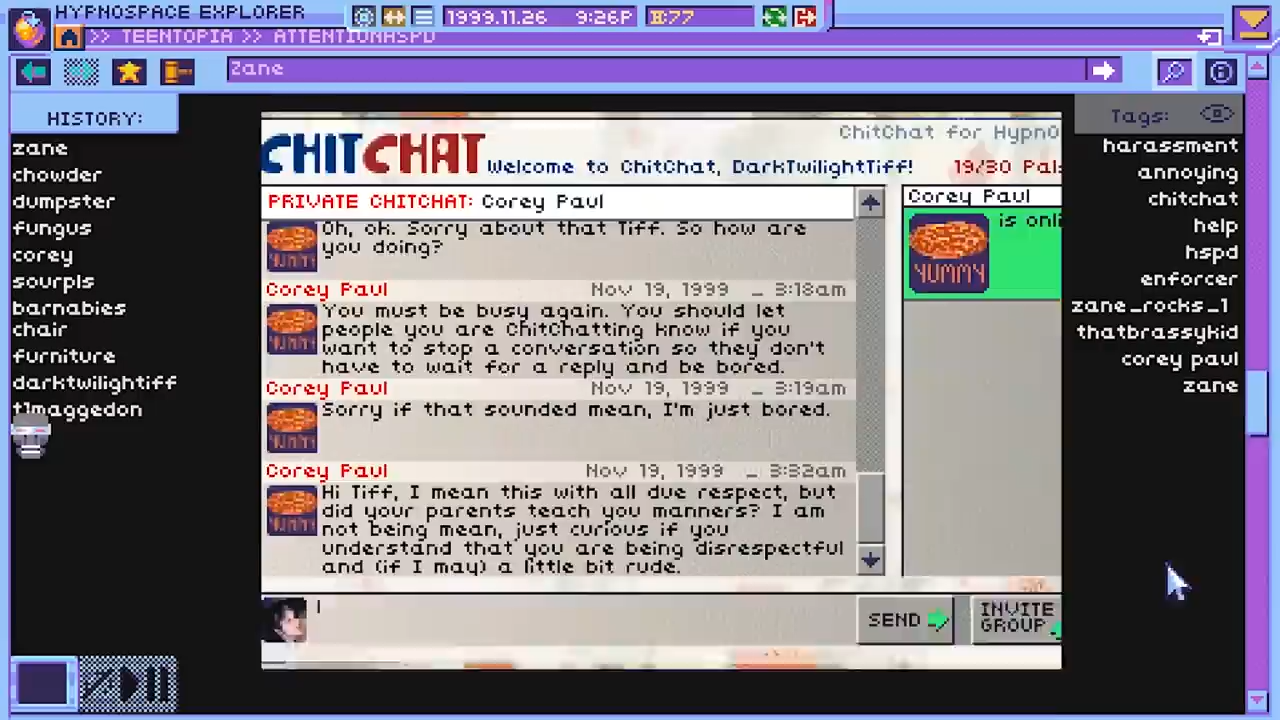 HYPNOSPACE EXPLORER
1999.11.26 9:26P
77
>> TEENTOPIA >> ATTENTIONHSPD
Zane
HISTORY:
zane
chowder
dumpster
fungus
corey
sourpls
barnabies
chair
furniture
darktwilightiff
t1maggedon
CHITCHAT
ChitChat for HypnO
Welcome to ChitChat, DarkTwilightTiff!
19/30 Pals
PRIVATE CHITCHAT: Corey Paul
Oh, ok. Sorry about that Tiff. So how are
you doing?
YUMMY
Corey Paul Nov 19, 1999 _ 3:18am
You must be busy again. You should let
people you are ChitChatting know if you
want to stop a conversation so they don't
have to wait for a reply and be bored.
YUMMY
Corey Paul Nov 19, 1999 _ 3:19am
Sorry if that sounded mean, I'm just bored.
YUMMY
Corey Paul Nov 19, 1999 _ 3:32am
Hi Tiff, I mean this with all due respect, but
did your parents teach you manners? I am
not being mean, just curious if you
understand that you are being disrespectful
and (if I may) a little bit rude.
YUMMY
SEND
INVITE
GROUP
Corey Paul
is onli
YUMMY
Tags:
harassment
annoying
chitchat
help
hspd
enforcer
zane_rocks_1
thatbrassykid
corey paul
zane